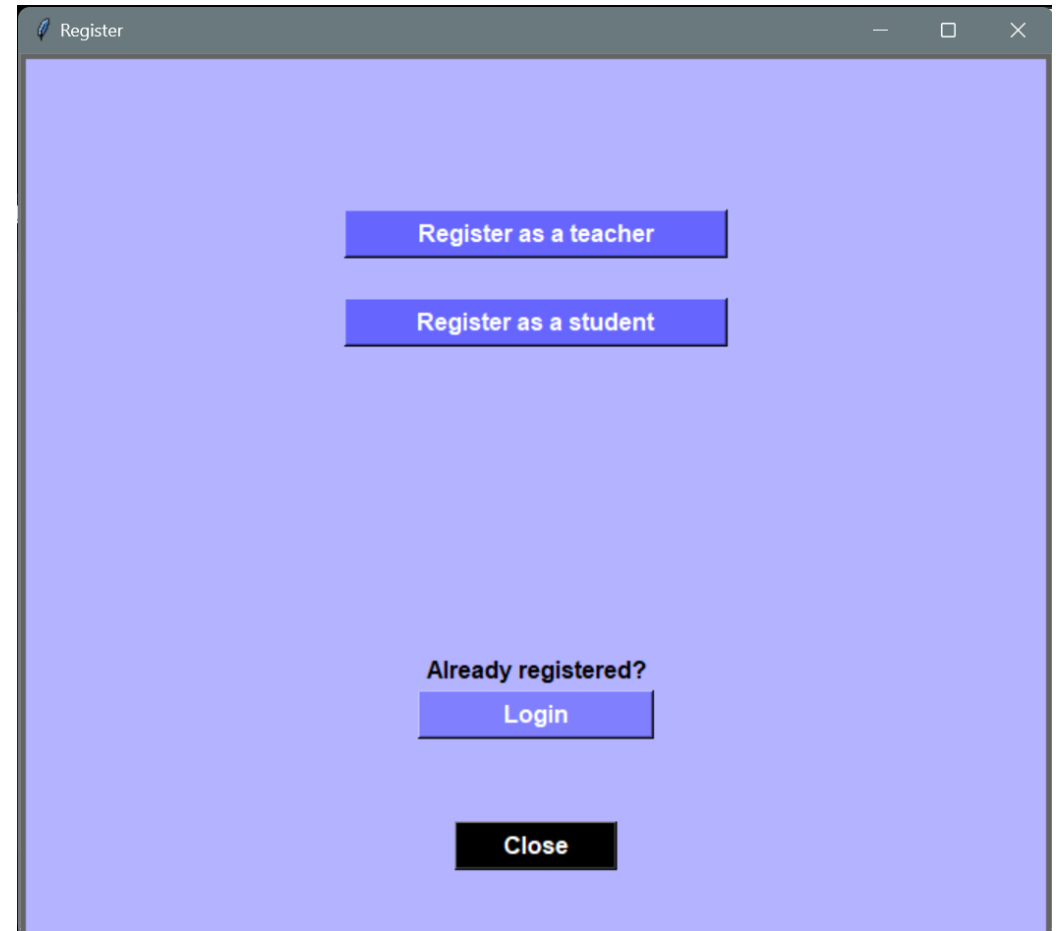 Register
Register as a teacher
Register as a student
Already registered?
Login
Close